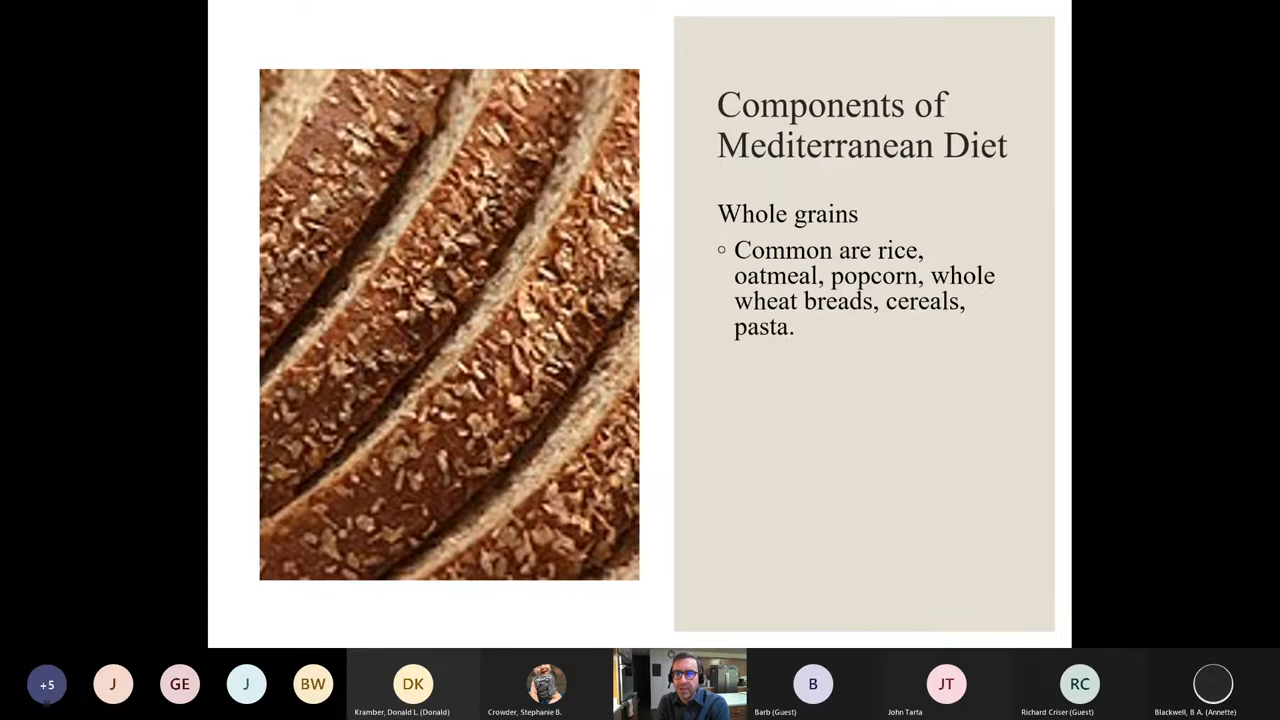 Components of
Mediterranean Diet
Whole grains
○ Common are rice,
oatmeal, popcorn, whole
wheat breads, cereals,
pasta.
+5
J
GE
J
BW
DK
Kramber, Donald L. (Donald)
Crowder, Stephanie B.
B
Barb (Guest)
JT
John Tarta
RC
Richard Criser (Guest)
Blackwell, B A. (Annette)